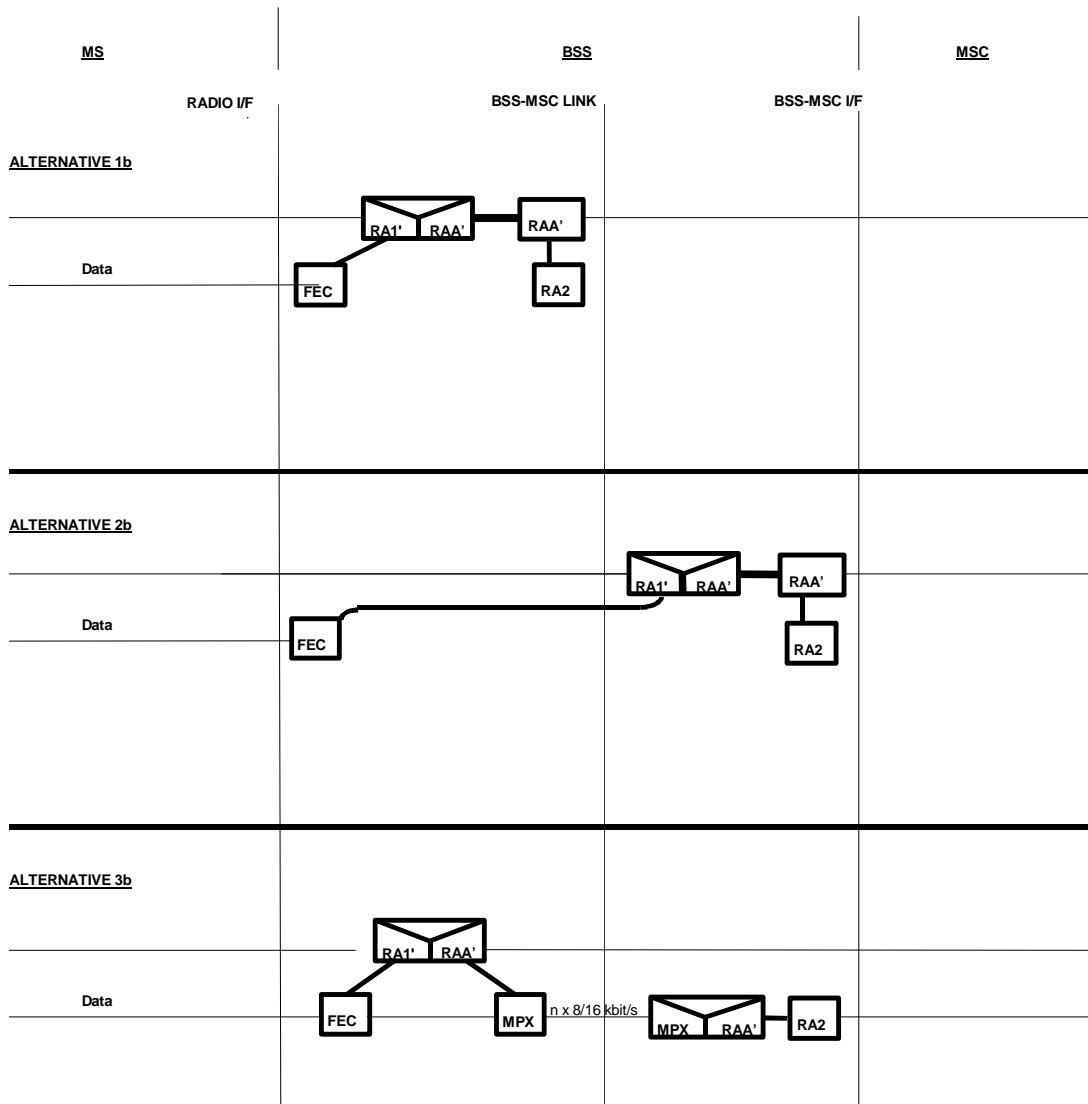 MS BSS MSC
RADIO I/F BSS-MSC LINK BSS-MSC I/F
ALTERNATIVE 1b
RA1' RAA’ RAA’
Data
FEC RA2
ALTERNATIVE 2b
RA1' RAA’ RAA’
Data
FEC RA2
ALTERNATIVE 3b
RA1' RAA’
Data
n x 8/16 kbit/s
FEC MPX MPX RAA’ RA2